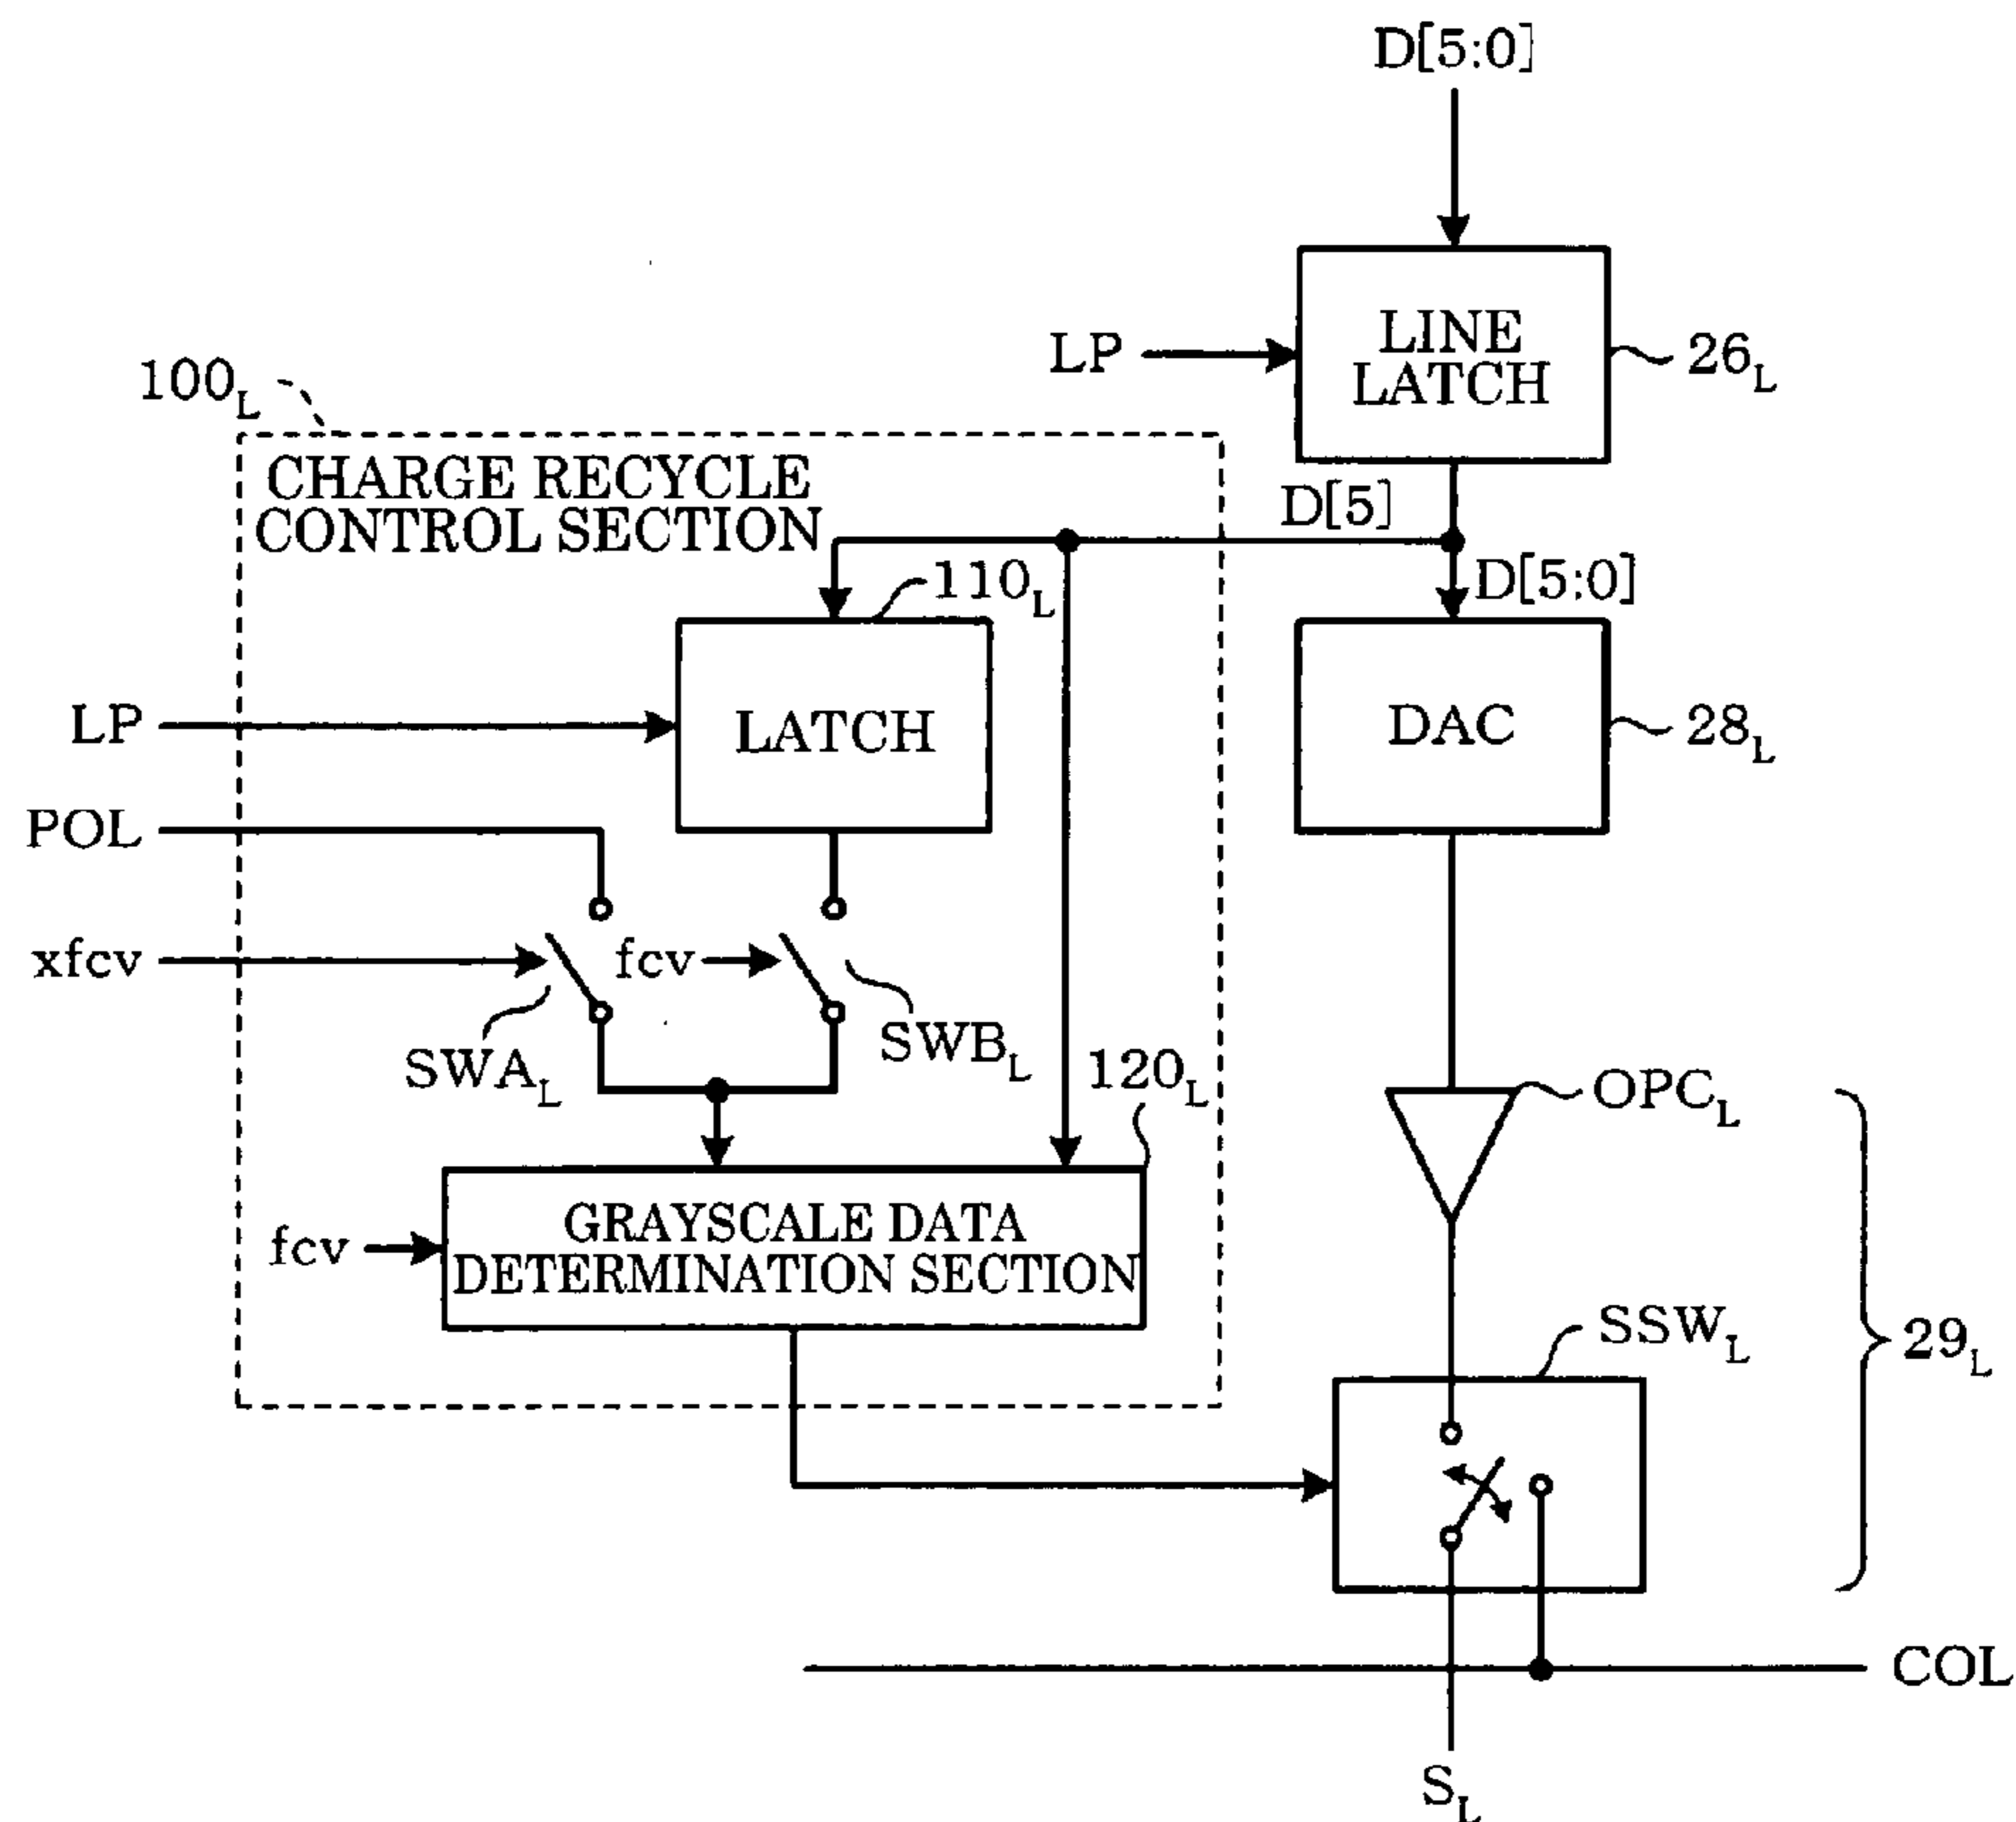 D[5:0]
LINE
LATCH
LP
26L
100L
CHARGE RECYCLE
CONTROL SECTION
D[5]
D[5:0]
110L
LATCH
DAC
28L
LP
POL
xfcv
fcv
SWAL
SWBL
120L
OPCL
GRAYSCALE DATA
DETERMINATION SECTION
fcv
SSWL
29L
COL
SL